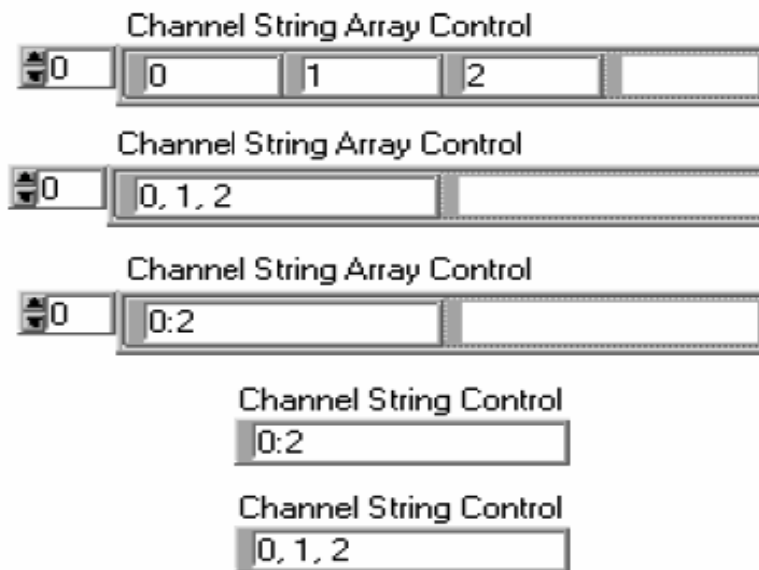 Channel String Array Control
0 0 1 2
Channel String Array Control
0 0, 1, 2
Channel String Array Control
0 0:2
Channel String Control
0:2
Channel String Control
0, 1, 2